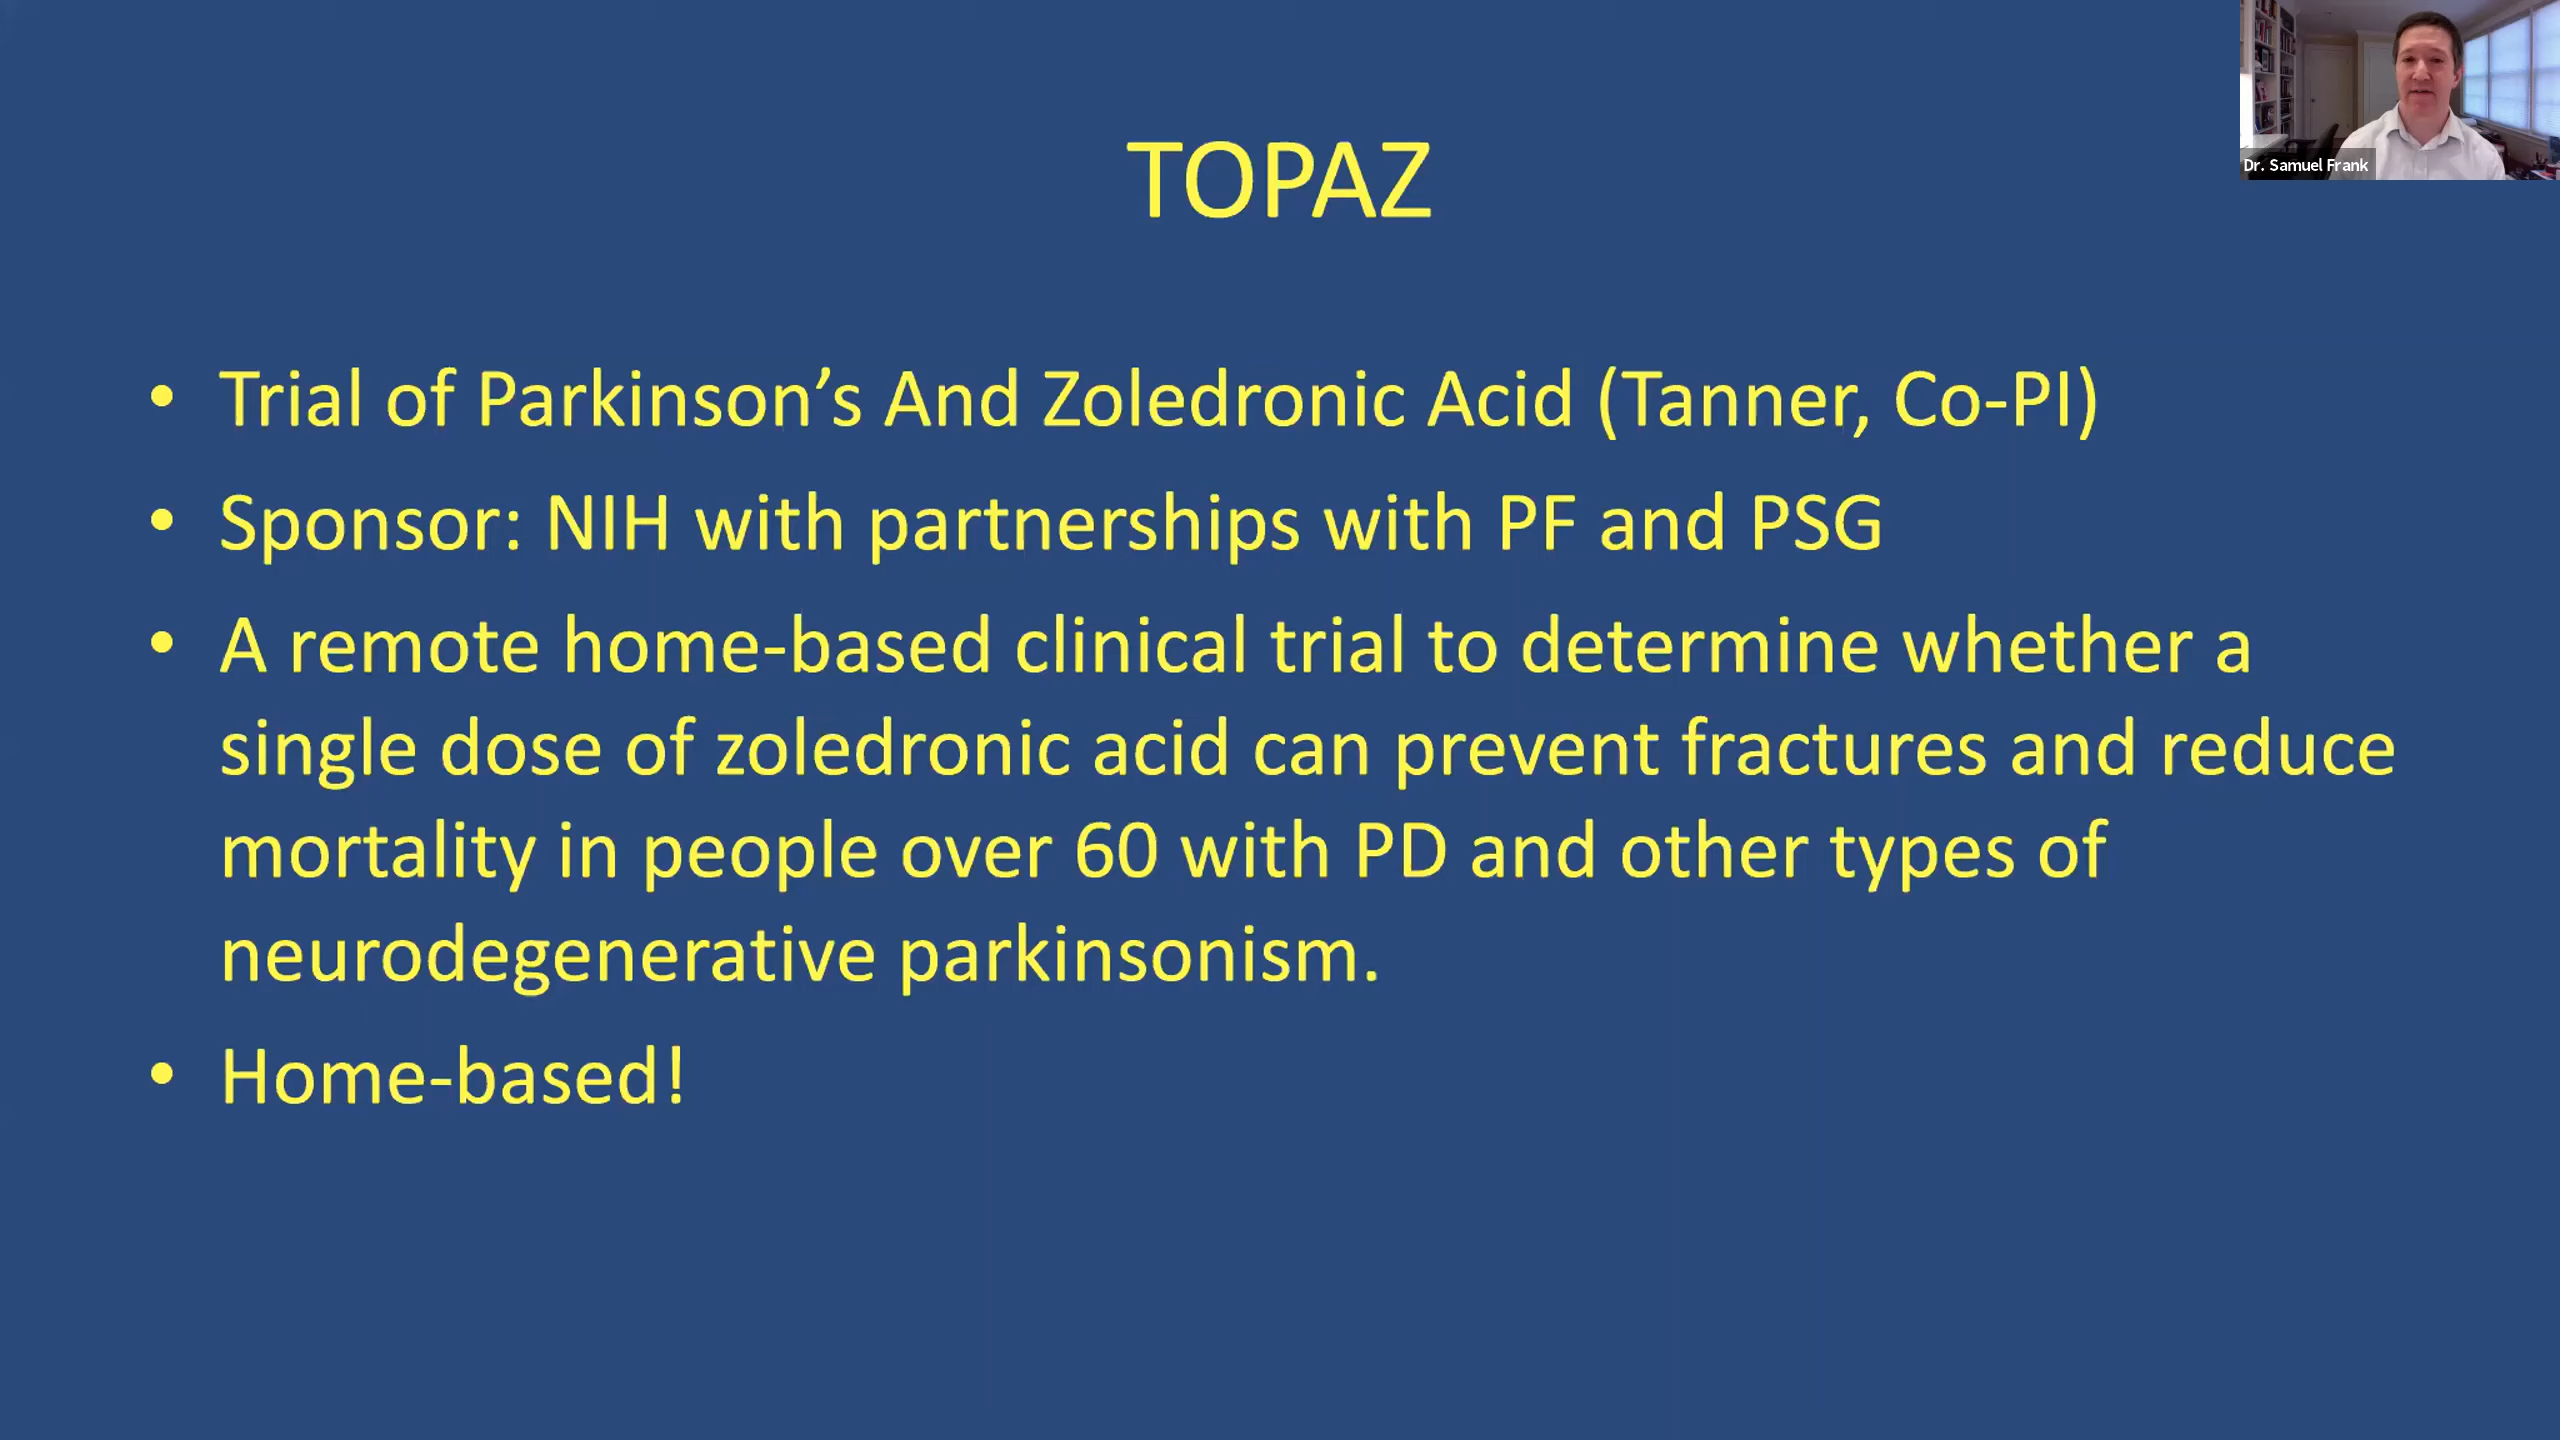 Dr. Samuel Frank
TOPAZ
• Trial of Parkinson’s And Zoledronic Acid (Tanner, Co-PI)
• Sponsor: NIH with partnerships with PF and PSG
• A remote home-based clinical trial to determine whether a
single dose of zoledronic acid can prevent fractures and reduce
mortality in people over 60 with PD and other types of
neurodegenerative parkinsonism.
• Home-based!